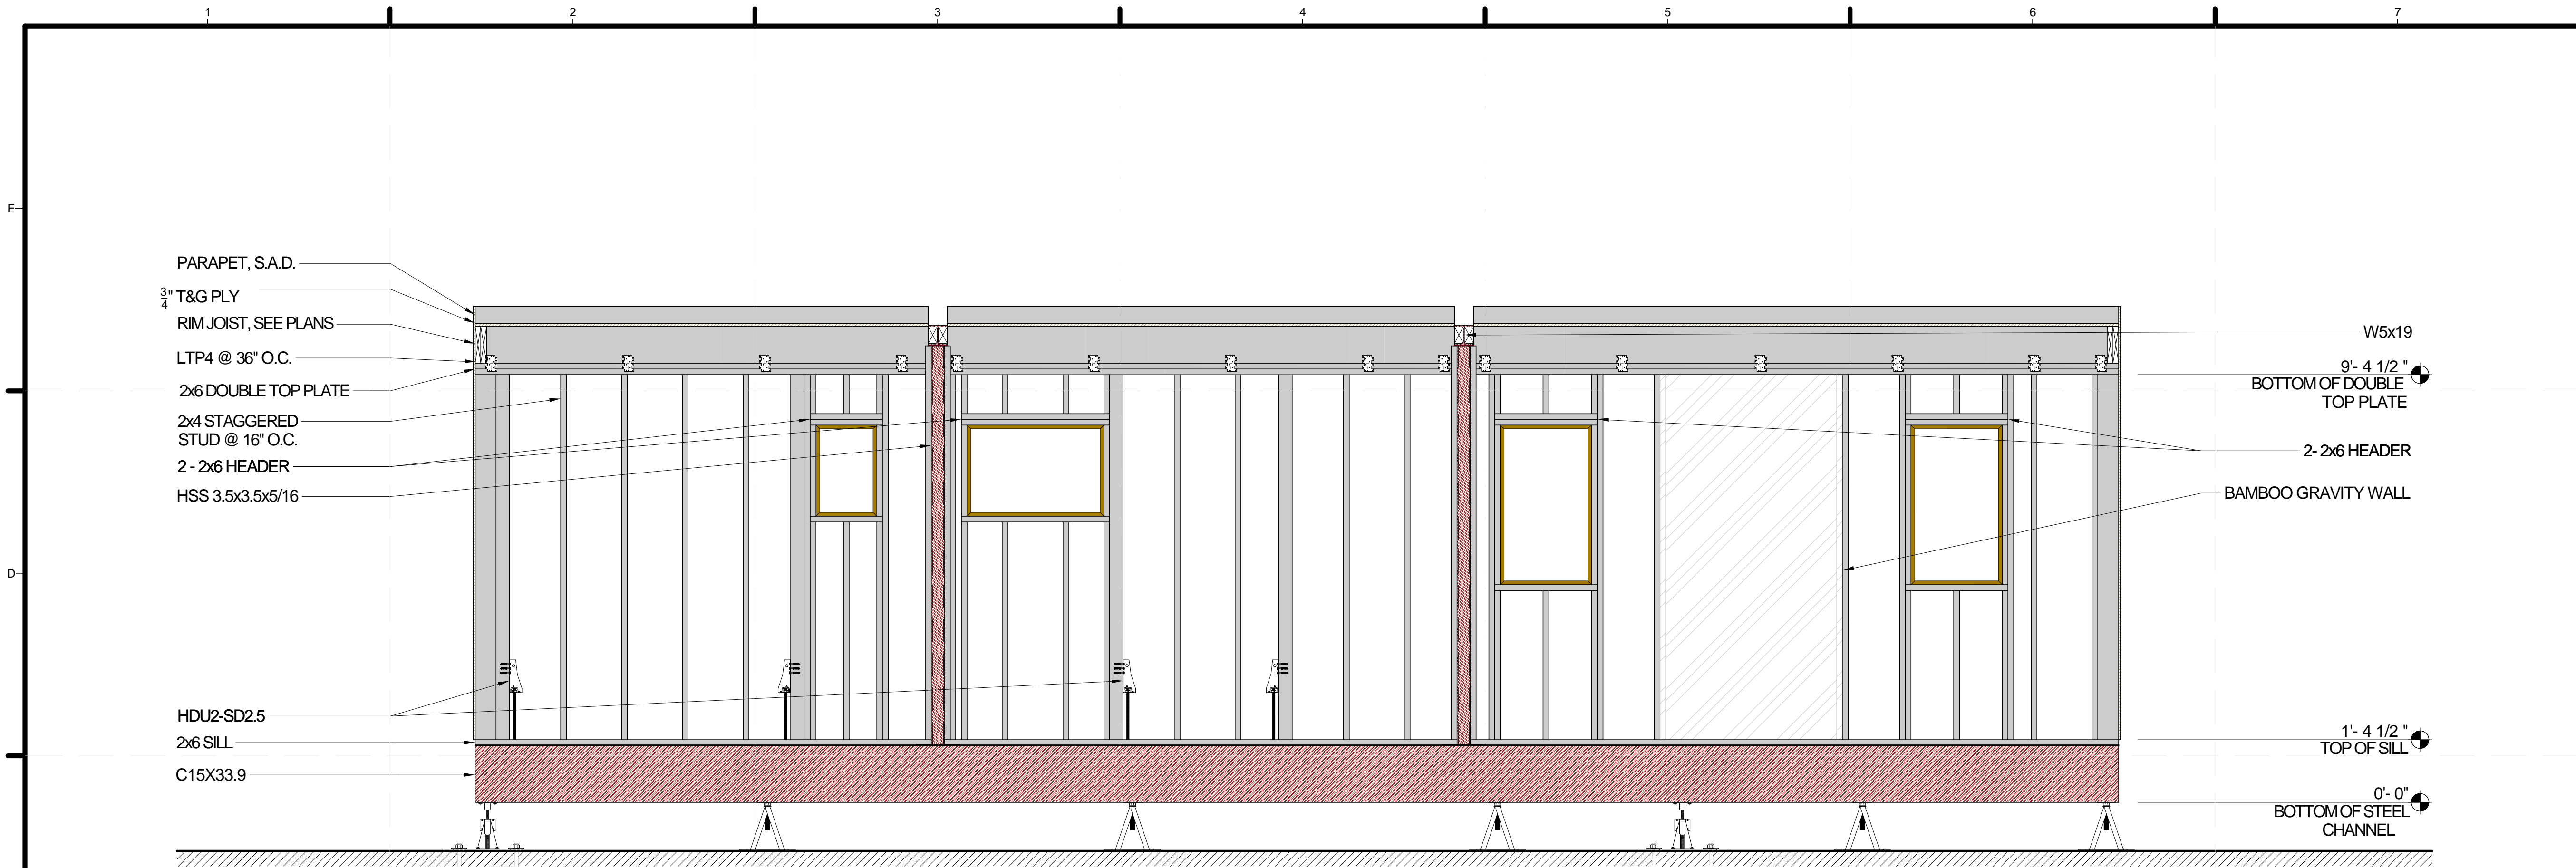 1 2 3 4 5 6 7
E
PARAPET, S.A.D.
3/4" T&G PLY
RIM JOIST, SEE PLANS
LTP4 @ 36" O.C.
2x6 DOUBLE TOP PLATE
2x4 STAGGERED
STUD @ 16" O.C.
2 - 2x6 HEADER
HSS 3.5x3.5x5/16
D
HDU2-SD2.5
2x6 SILL
C15X33.9
W5x19
9'- 4 1/2 "
BOTTOM OF DOUBLE
TOP PLATE
2- 2x6 HEADER
BAMBOO GRAVITY WALL
1'- 4 1/2 "
TOP OF SILL
0'- 0"
BOTTOM OF STEEL
CHANNEL